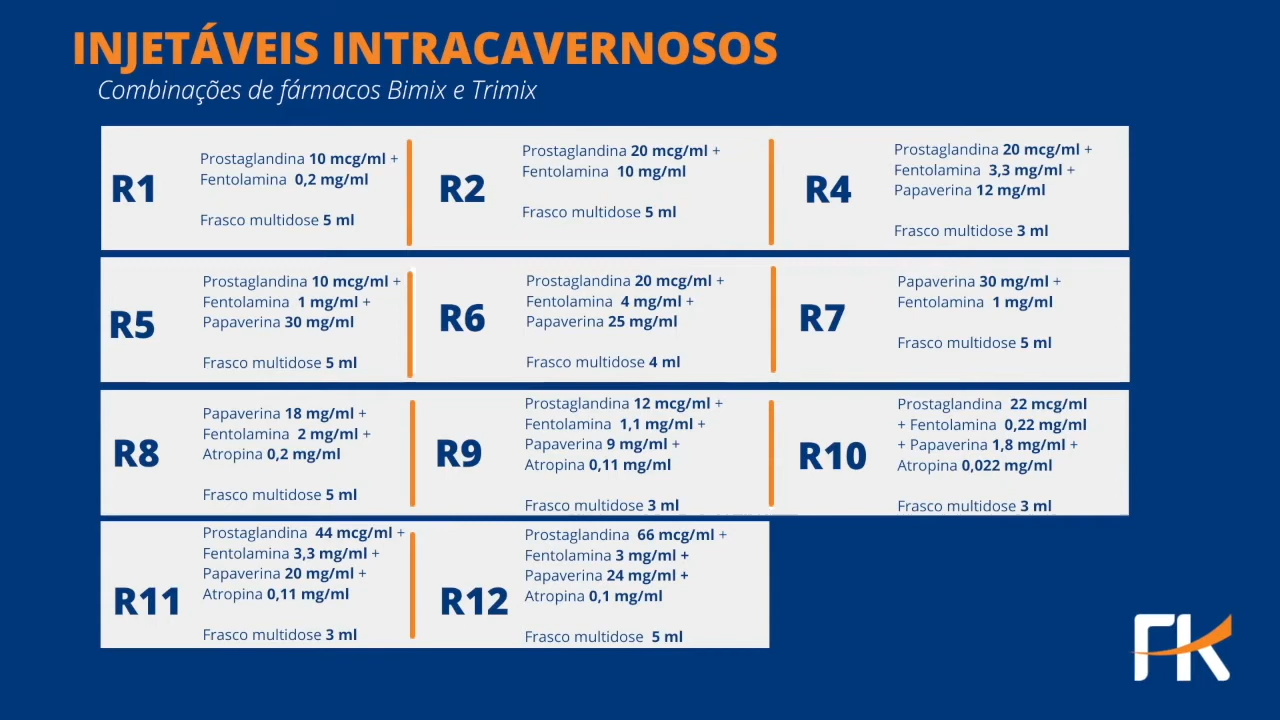 INJETÁVEIS INTRACAVERNOSOS
Combinações de fármacos Bimix e Trimix
R1
Prostaglandina 10 mcg/ml +
Fentolamina 0,2 mg/ml
Frasco multidose 5 ml
R2
Prostaglandina 20 mcg/ml +
Fentolamina 10 mg/ml
Frasco multidose 5 ml
R4
Prostaglandina 20 mcg/ml +
Fentolamina 3,3 mg/ml +
Papaverina 12 mg/ml
Frasco multidose 3 ml
R5
Prostaglandina 10 mcg/ml +
Fentolamina 1 mg/ml +
Papaverina 30 mg/ml
Frasco multidose 5 ml
R6
Prostaglandina 20 mcg/ml +
Fentolamina 4 mg/ml +
Papaverina 25 mg/ml
Frasco multidose 4 ml
R7
Papaverina 30 mg/ml +
Fentolamina 1 mg/ml
Frasco multidose 5 ml
R8
Papaverina 18 mg/ml +
Fentolamina 2 mg/ml +
Atropina 0,2 mg/ml
Frasco multidose 5 ml
R9
Prostaglandina 12 mcg/ml +
Fentolamina 1,1 mg/ml +
Papaverina 9 mg/ml +
Atropina 0,11 mg/ml
Frasco multidose 3 ml
R10
Prostaglandina 22 mcg/ml
+ Fentolamina 0,22 mg/ml
+ Papaverina 1,8 mg/ml +
Atropina 0,022 mg/ml
Frasco multidose 3 ml
R11
Prostaglandina 44 mcg/ml +
Fentolamina 3,3 mg/ml +
Papaverina 20 mg/ml +
Atropina 0,11 mg/ml
Frasco multidose 3 ml
R12
Prostaglandina 66 mcg/ml +
Fentolamina 3 mg/ml +
Papaverina 24 mg/ml +
Atropina 0,1 mg/ml
Frasco multidose 5 ml
FK